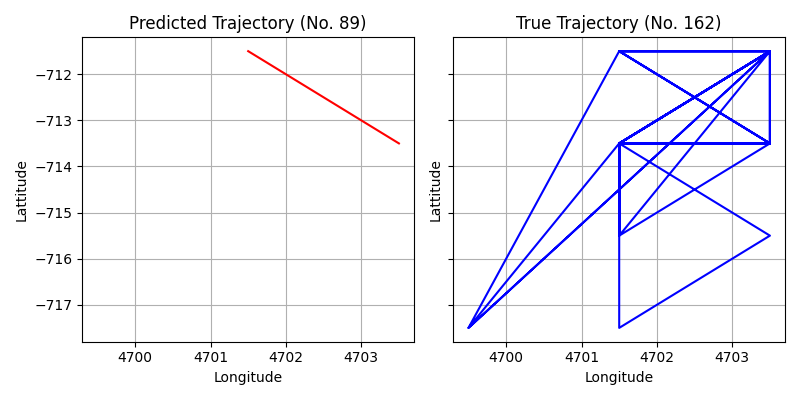 Predicted Trajectory (No. 89)
True Trajectory (No. 162)
−712
−713
−714
−715
−716
−717
Lattitude
Lattitude
4700
4701
4702
4703
4700
4701
4702
4703
Longitude
Longitude